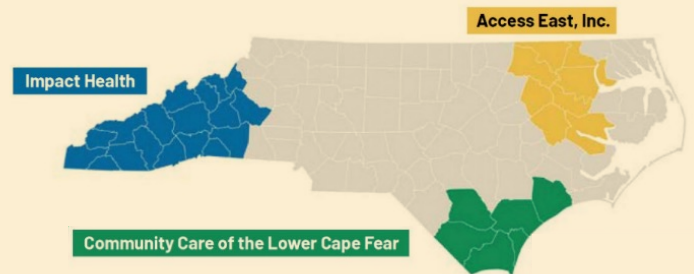 Access East, Inc.
Impact Health
Community Care of the Lower Cape Fear